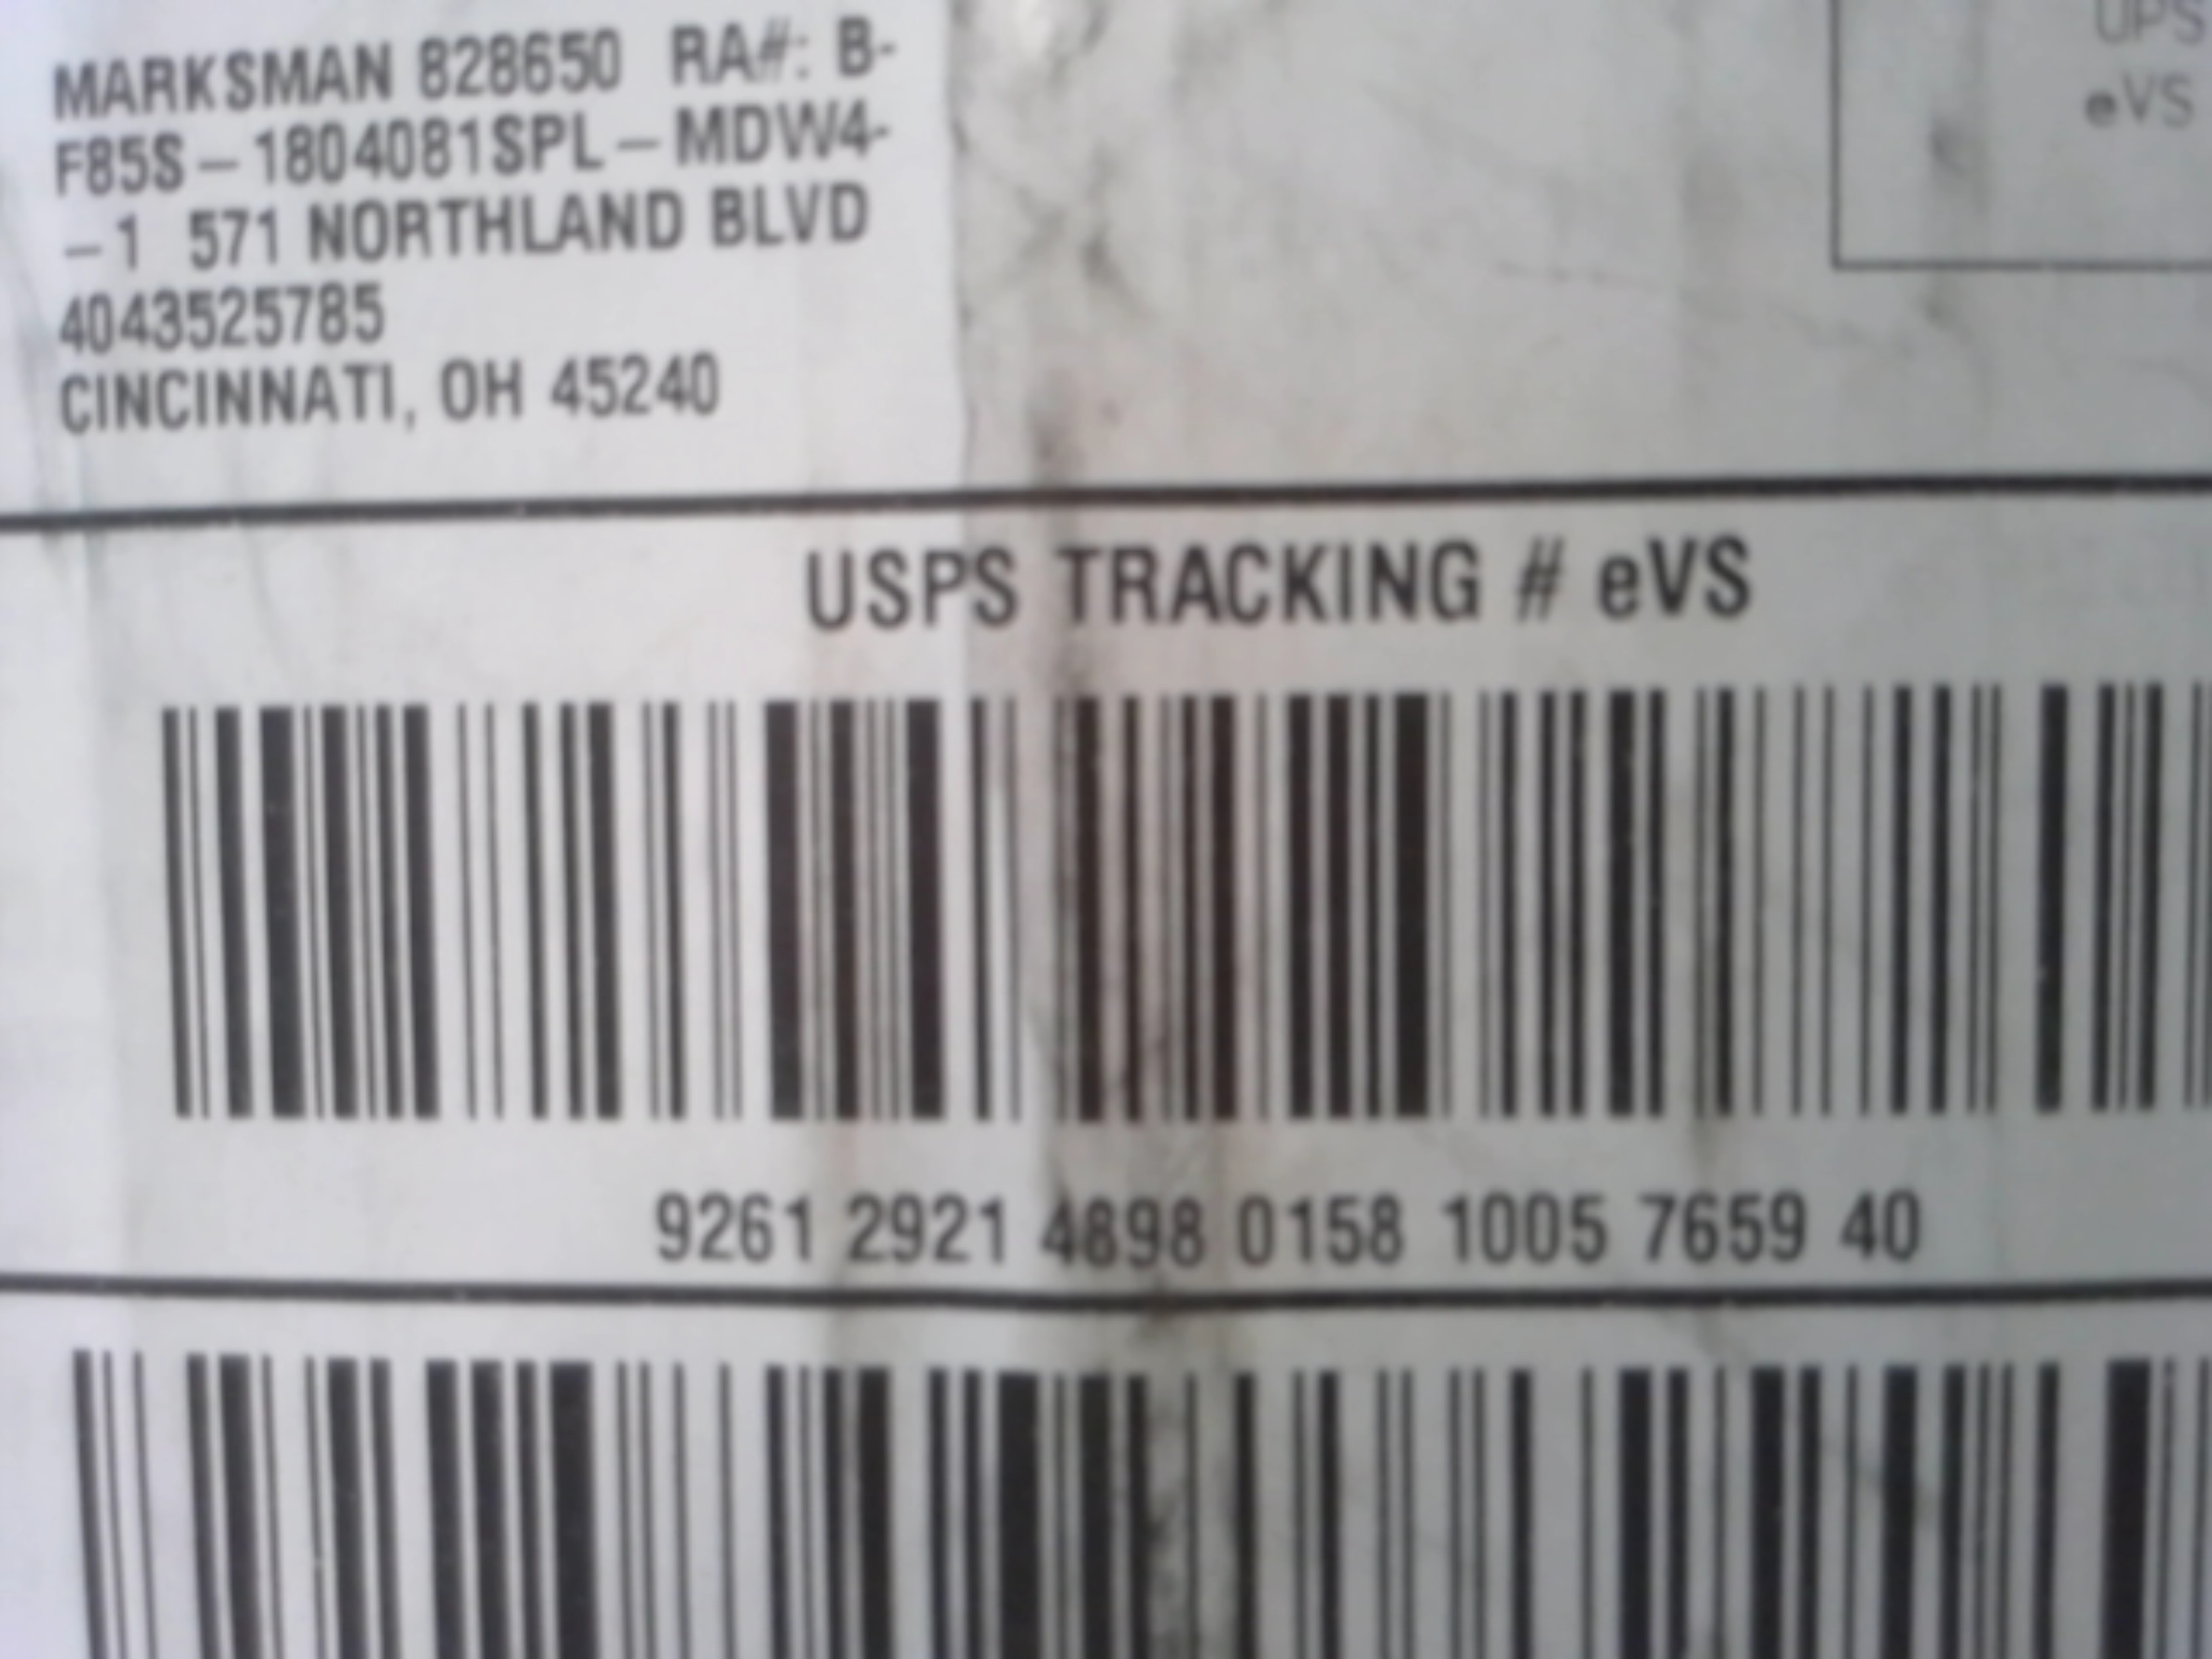 MARKSMAN 828650 RA#: B-
F85S-1804081SPL-MDW4-
-1 571 NORTHLAND BLVD
4043525785
CINCINNATI, OH 45240
UPS
eVS
USPS TRACKING # eVS
9261 2921 4898 0158 1005 7659 40